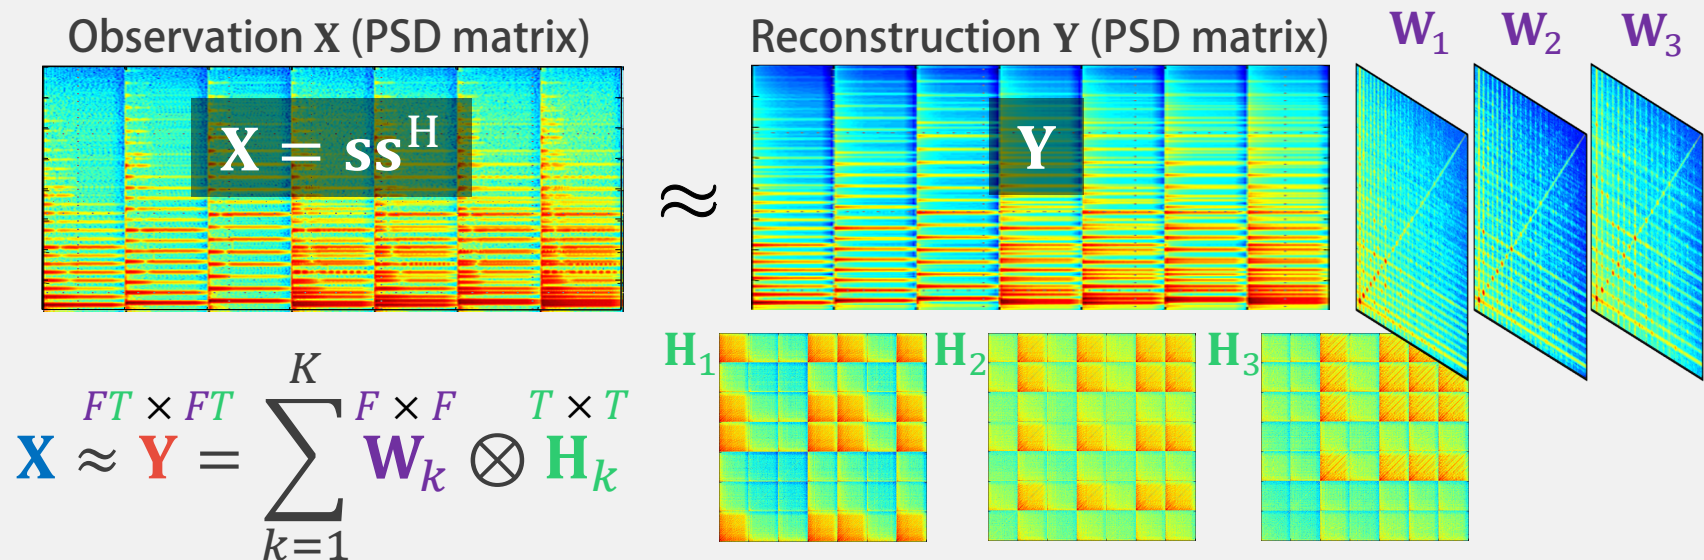 Observation X (PSD matrix)
Reconstruction Y (PSD matrix)
W₁ W₂ W₃
X = ssᴴ
≈
Y
H₁ H₂ H₃
K
FT × FT F × F T × T
X ≈ Y = ∑ Wₖ ⊗ Hₖ
k=1